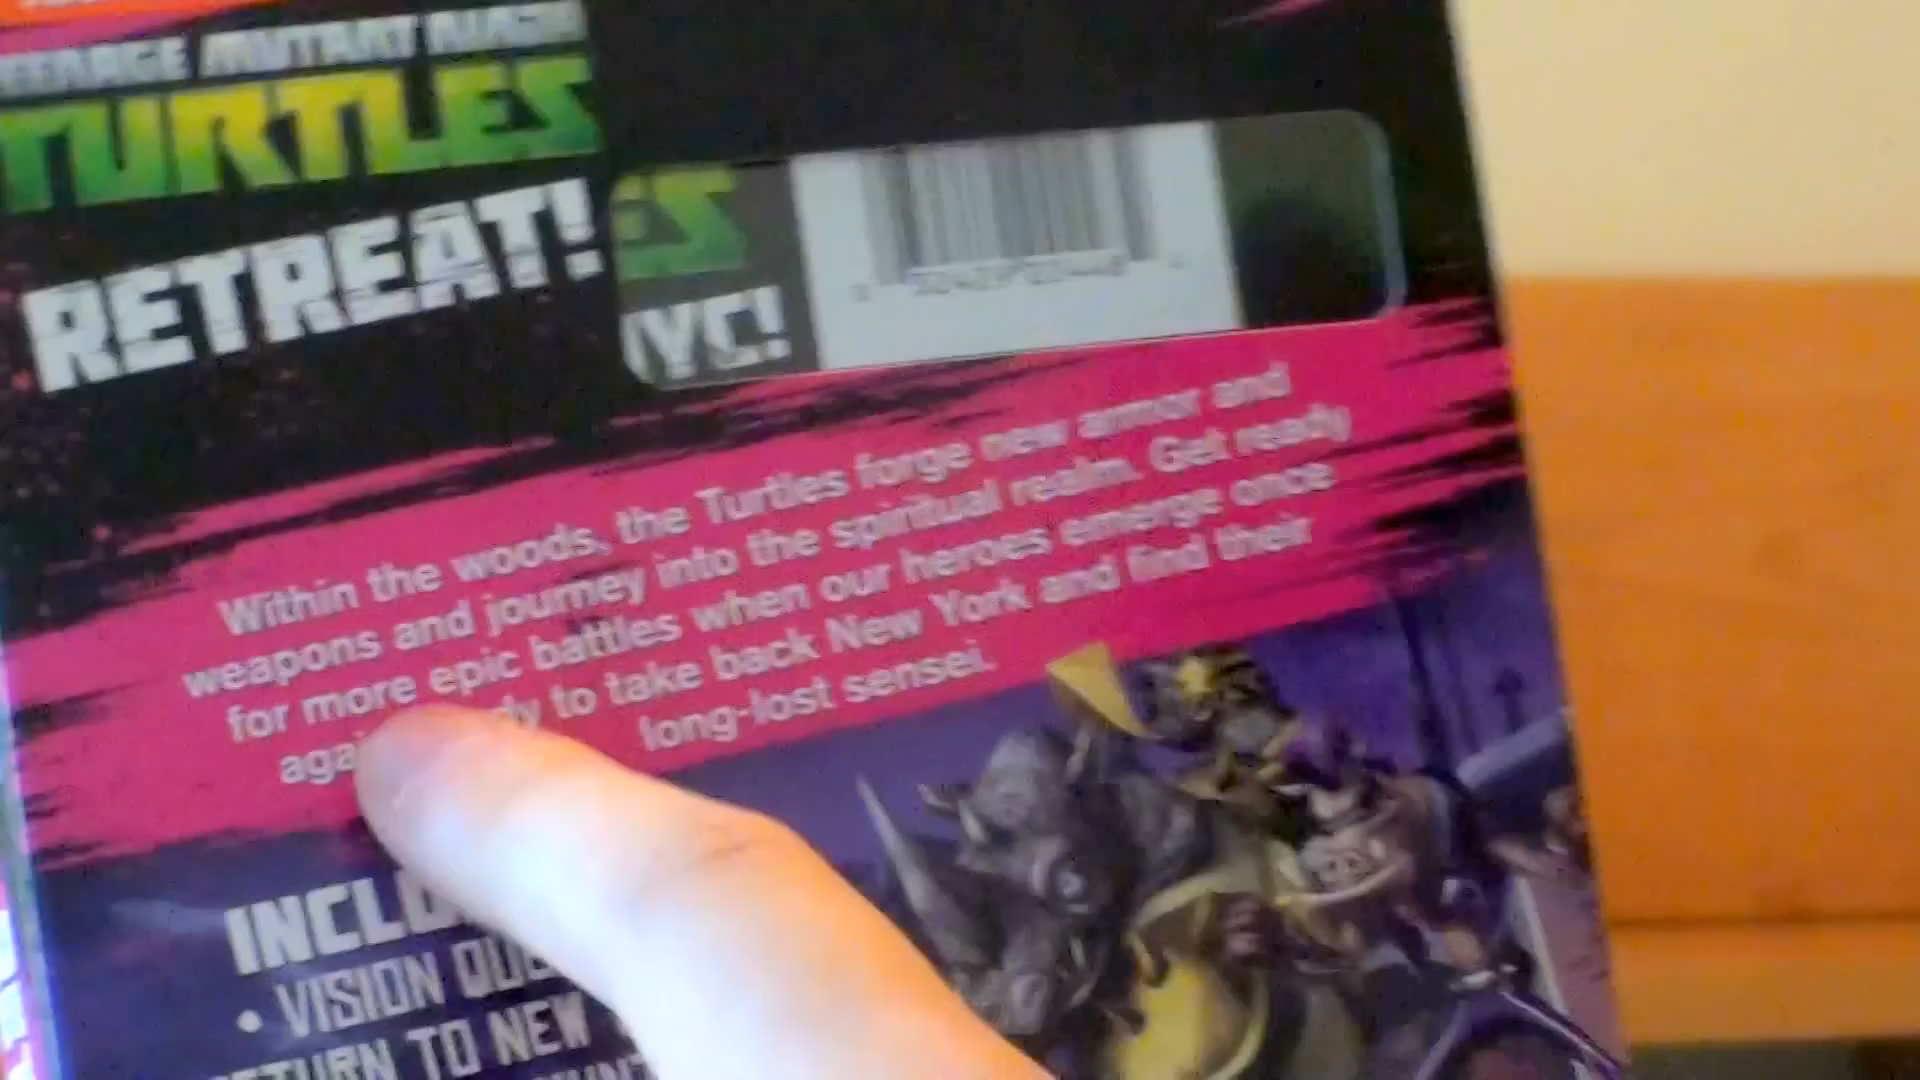 TEENAGE MUTANT NINJA
TURTLES
RETREAT!
ES
NYC!
Within the woods, the Turtles forge new armor and
weapons and journey into the spiritual realm. Get ready
for more epic battles when our heroes emerge once
to take back New York and find their
long-lost sensei.
• VISION
TO NEW